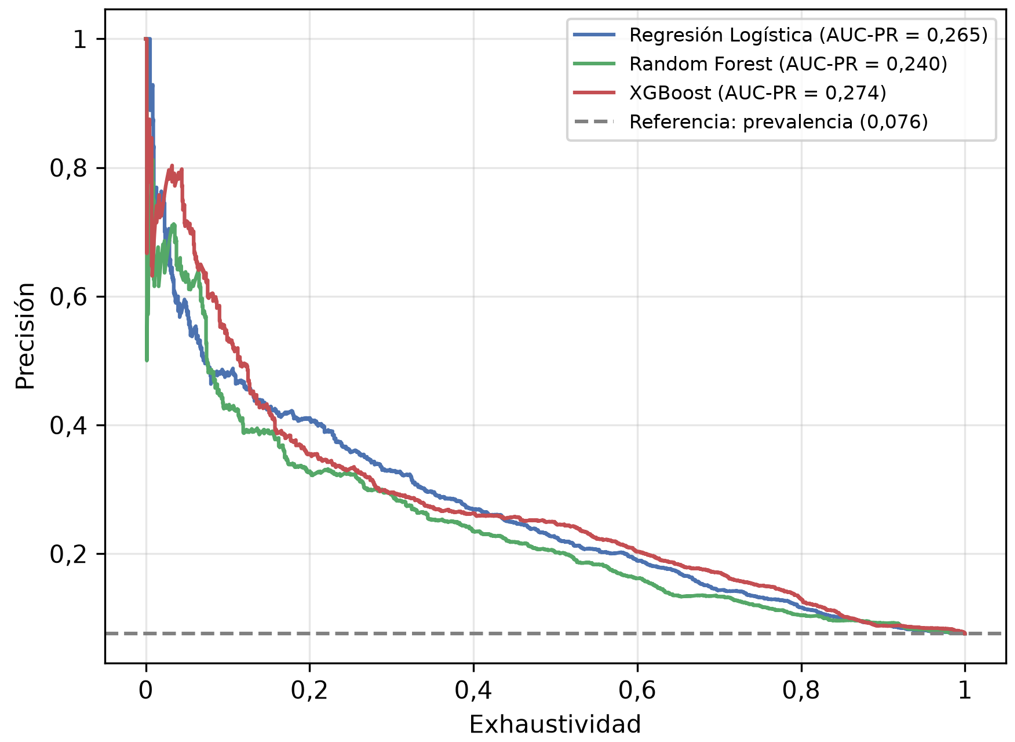 Regresión Logística (AUC-PR = 0,265)
Random Forest (AUC-PR = 0,240)
XGBoost (AUC-PR = 0,274)
Referencia: prevalencia (0,076)
Precisión
1
0,8
0,6
0,4
0,2
0
0,2
0,4
0,6
0,8
1
Exhaustividad